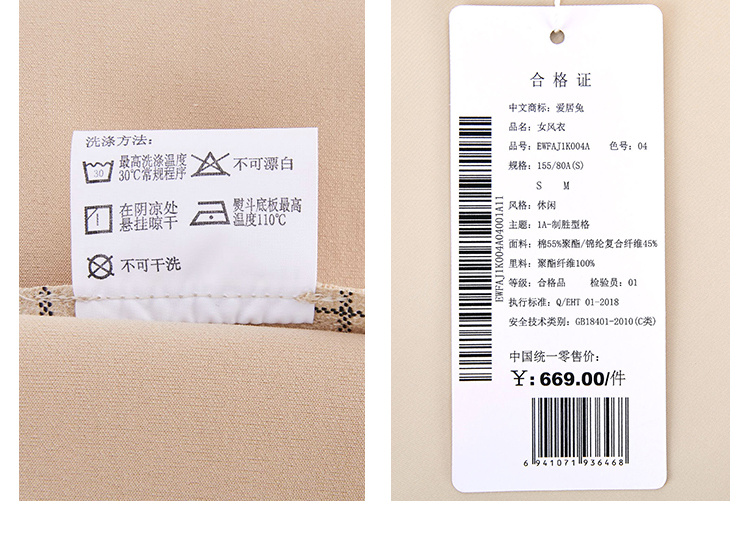 洗涤方法:
30
最高洗涤温度
30℃常规程序
不可漂白
在阴凉处
悬挂晾干
熨斗底板最高
温度110℃
不可干洗
合格证
中文商标: 爱居兔
品名: 女风衣
品号: EWFAJ1K004A 色号: 04
规格: 155/80A(S)
S M
风格: 休闲
主题: 1A-制胜型格
面料: 棉55%聚酯/锦纶复合纤维45%
里料: 聚酯纤维100%
等级: 合格品 检验员: 01
执行标准: Q/EHT 01-2018
安全技术类别: GB18401-2010(C类)
中国统一零售价:
¥: 669.00/件
6 941071 936468
EWFAJ1K004A04001A11